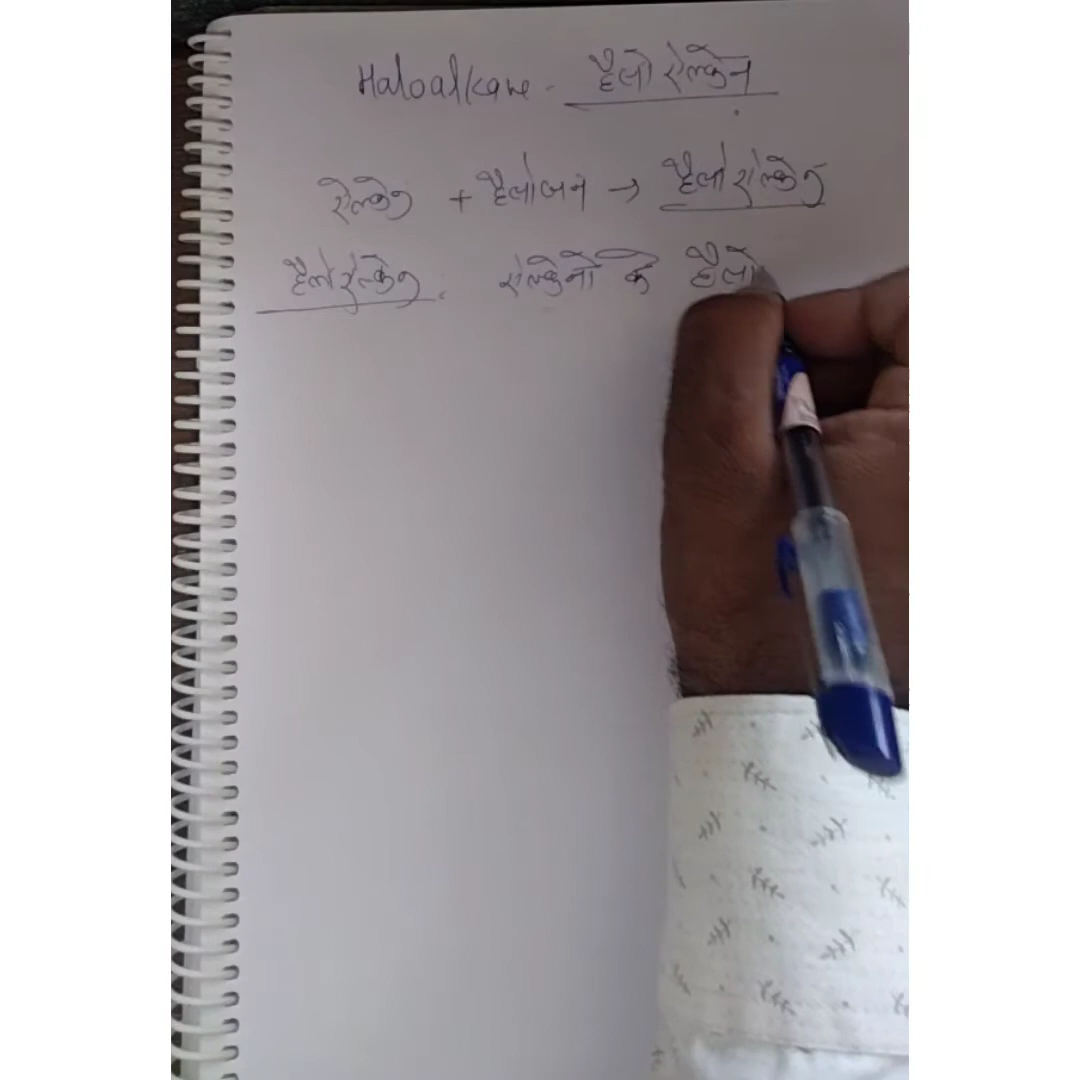 Haloalkane - हैलो ऐल्केन
ऐल्केन + हैलोजन → हैलो ऐल्केन
हैलो ऐल्केन : ऐल्केनों के हैलो